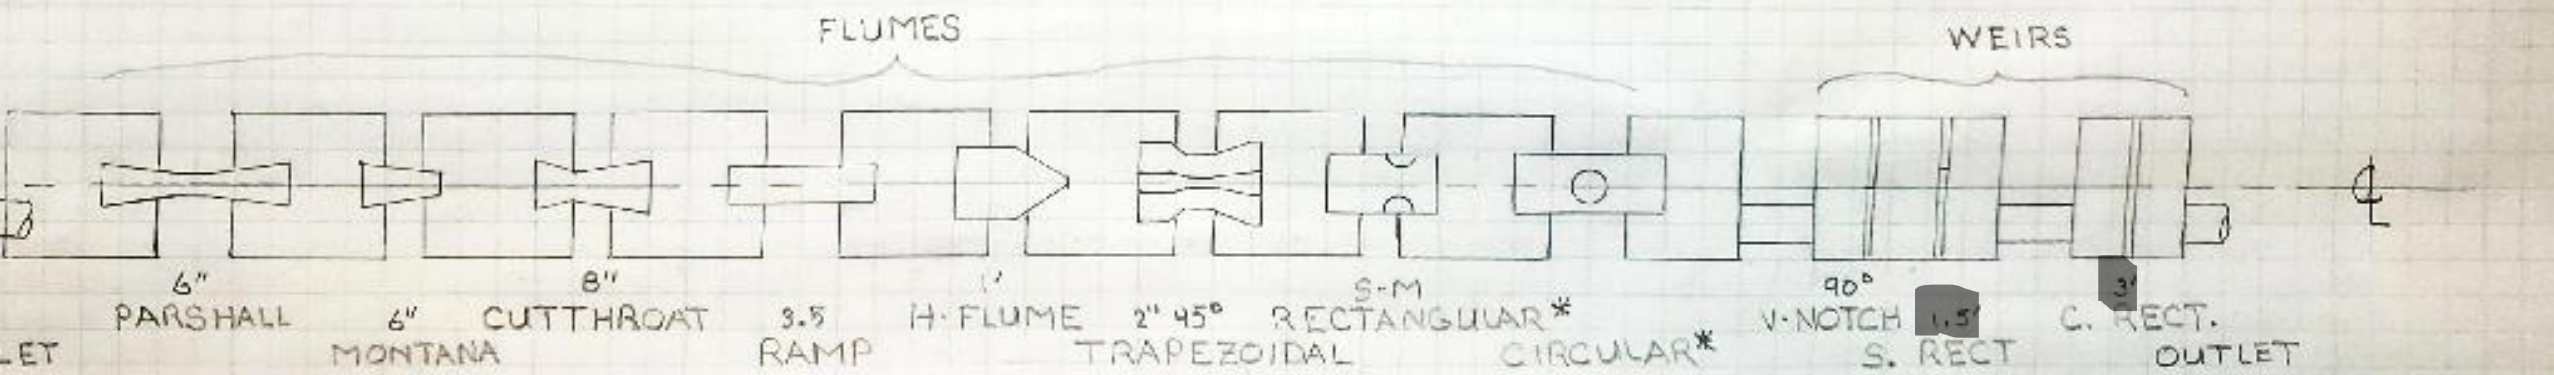 FLUMES
WEIRS
6" 8" 1' S-M 90° 3'
PARSHALL 6" CUTTHROAT 3.5 H-FLUME 2" 45° RECTANGULAR* V-NOTCH 1.5' C. RECT.
LET MONTANA RAMP TRAPEZOIDAL CIRCULAR* S. RECT OUTLET